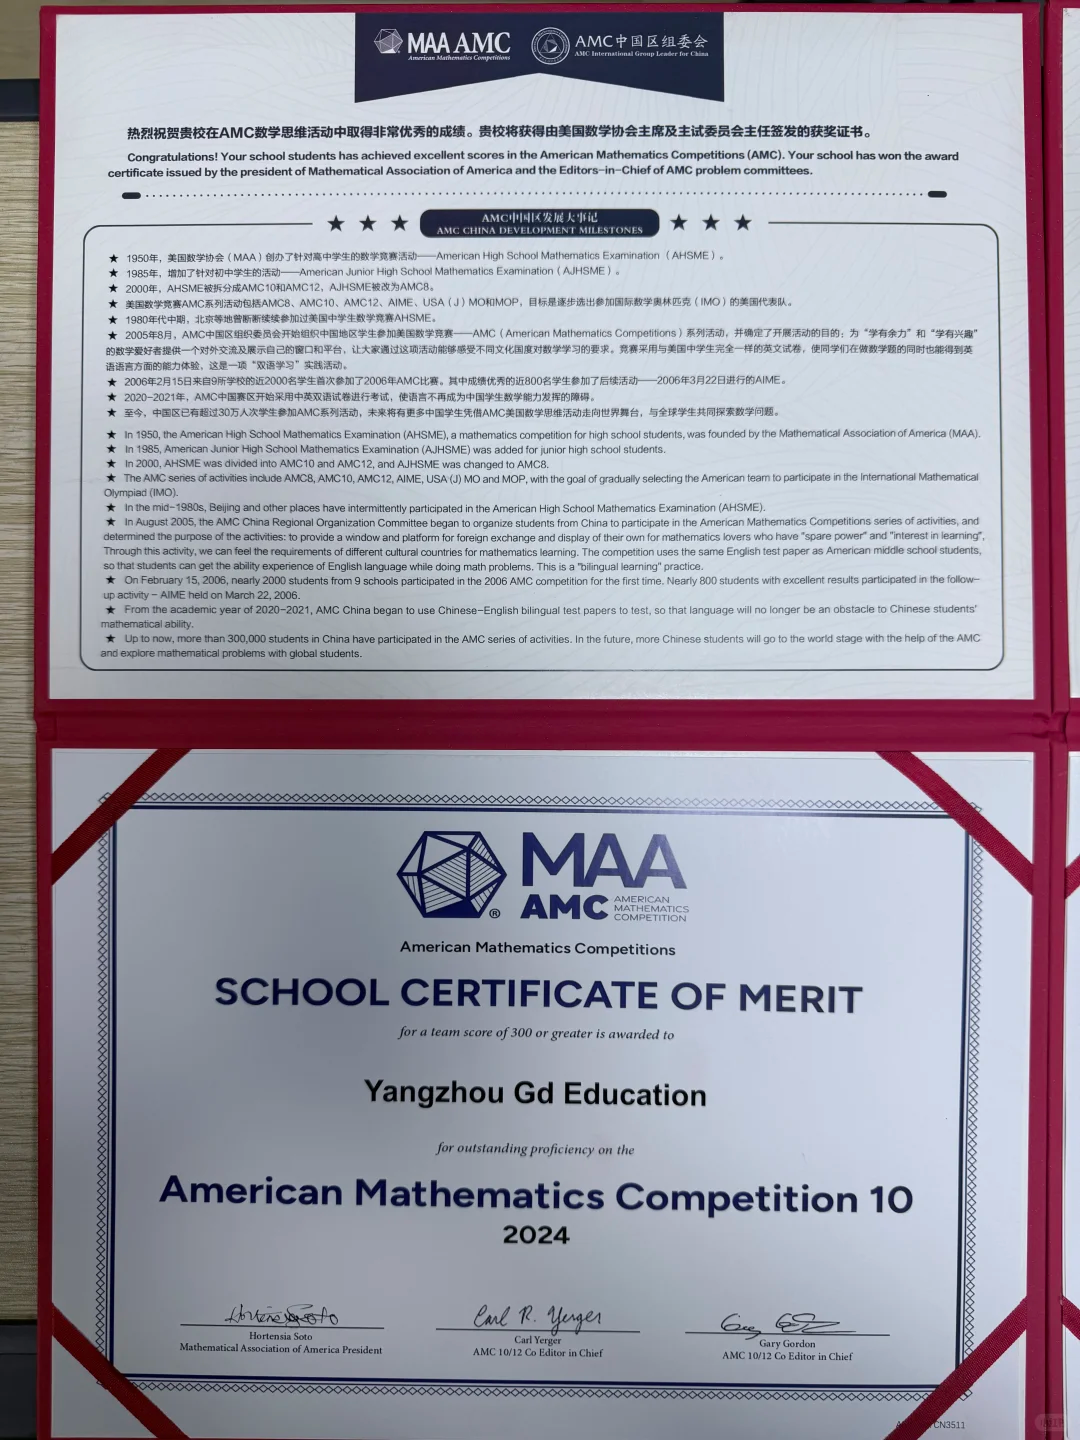 MAA AMC
American Mathematics Competitions
AMC中国区组委会
AMC International Group Leader for China
热烈祝贺贵校在AMC数学思维活动中取得非常优秀的成绩。贵校将获得由美国数学协会主席及主试委员会主任签发的获奖证书。
Congratulations! Your school students has achieved excellent scores in the American Mathematics Competitions (AMC). Your school has won the award
certificate issued by the president of Mathematical Association of America and the Editors-in-Chief of AMC problem committees.
AMC中国区发展大事记
AMC CHINA DEVELOPMENT MILESTONES
★ 1950年，美国数学协会（MAA）创办了针对高中学生的数学竞赛活动——American High School Mathematics Examination（AHSME）。
★ 1985年，增加了针对初中学生的活动——American Junior High School Mathematics Examination（AJHSME）。
★ 2000年，AHSME被拆分成AMC10和AMC12，AJHSME被改为AMC8。
★ 美国数学竞赛AMC系列活动包括AMC8、AMC10、AMC12、AIME、USA（J）MO和MOP，目标是逐步选出参加国际数学奥林匹克（IMO）的美国代表队。
★ 1980年代中期，北京等地曾断断续续参加过美国中学生数学竞赛AHSME。
★ 2005年8月，AMC中国区组织委员会开始组织中国地区学生参加美国数学竞赛——AMC（American Mathematics Competitions）系列活动，并确定了开展活动的目的：为“学有余力”和“学有兴趣”
的数学爱好者提供一个对外交流及展示自己的窗口和平台，让大家通过这项活动能够感受不同文化国度对数学学习的要求。竞赛采用与美国中学生完全一样的英文试卷，使同学们在做数学题的同时也能得到英
语语言方面的能力体验，这是一项“双语学习”实践活动。
★ 2006年2月15日来自9所学校的近2000名学生首次参加了2006年AMC比赛。其中成绩优秀的近800名学生参加了后续活动——2006年3月22日进行的AIME。
★ 2020-2021年，AMC中国赛区开始采用中英双语试卷进行考试，使语言不再成为中国学生数学能力发挥的障碍。
★ 至今，中国区已有超过30万人次学生参加AMC系列活动，未来将有更多中国学生凭借AMC美国数学思维活动走向世界舞台，与全球学生共同探索数学问题。
★ In 1950, the American High School Mathematics Examination (AHSME), a mathematics competition for high school students, was founded by the Mathematical Association of America (MAA).
★ In 1985, American Junior High School Mathematics Examination (AJHSME) was added for junior high school students.
★ In 2000, AHSME was divided into AMC10 and AMC12, and AJHSME was changed to AMC8.
★ The AMC series of activities include AMC8, AMC10, AMC12, AIME, USA (J) MO and MOP, with the goal of gradually selecting the American team to participate in the International Mathematical
Olympiad (IMO).
★ In the mid-1980s, Beijing and other places have intermittently participated in the American High School Mathematics Examination (AHSME).
★ In August 2005, the AMC China Regional Organization Committee began to organize students from China to participate in the American Mathematics Competitions series of activities, and
determined the purpose of the activities: to provide a window and platform for foreign exchange and display of their own for mathematics lovers who have "spare power" and "interest in learning".
Through this activity, we can feel the requirements of different cultural countries for mathematics learning. The competition uses the same English test paper as American middle school students,
so that students can get the ability experience of English language while doing math problems. This is a "bilingual learning" practice.
★ On February 15, 2006, nearly 2000 students from 9 schools participated in the 2006 AMC competition for the first time. Nearly 800 students with excellent results participated in the follow-
up activity - AIME held on March 22, 2006.
★ From the academic year of 2020-2021, AMC China began to use Chinese-English bilingual test papers to test, so that language will no longer be an obstacle to Chinese students'
mathematical ability.
★ Up to now, more than 300,000 students in China have participated in the AMC series of activities. In the future, more Chinese students will go to the world stage with the help of the AMC
and explore mathematical problems with global students.
MAA
AMC
AMERICAN
MATHEMATICS
COMPETITION
®
American Mathematics Competitions
SCHOOL CERTIFICATE OF MERIT
for a team score of 300 or greater is awarded to
Yangzhou Gd Education
for outstanding proficiency on the
American Mathematics Competition 10
2024
Hortensia Soto
Carl R. Yerger
Hortensia Soto
Mathematical Association of America President
Carl Yerger
AMC 10/12 Co Editor in Chief
Gary Gordon
AMC 10/12 Co Editor in Chief
CN3511
小红书